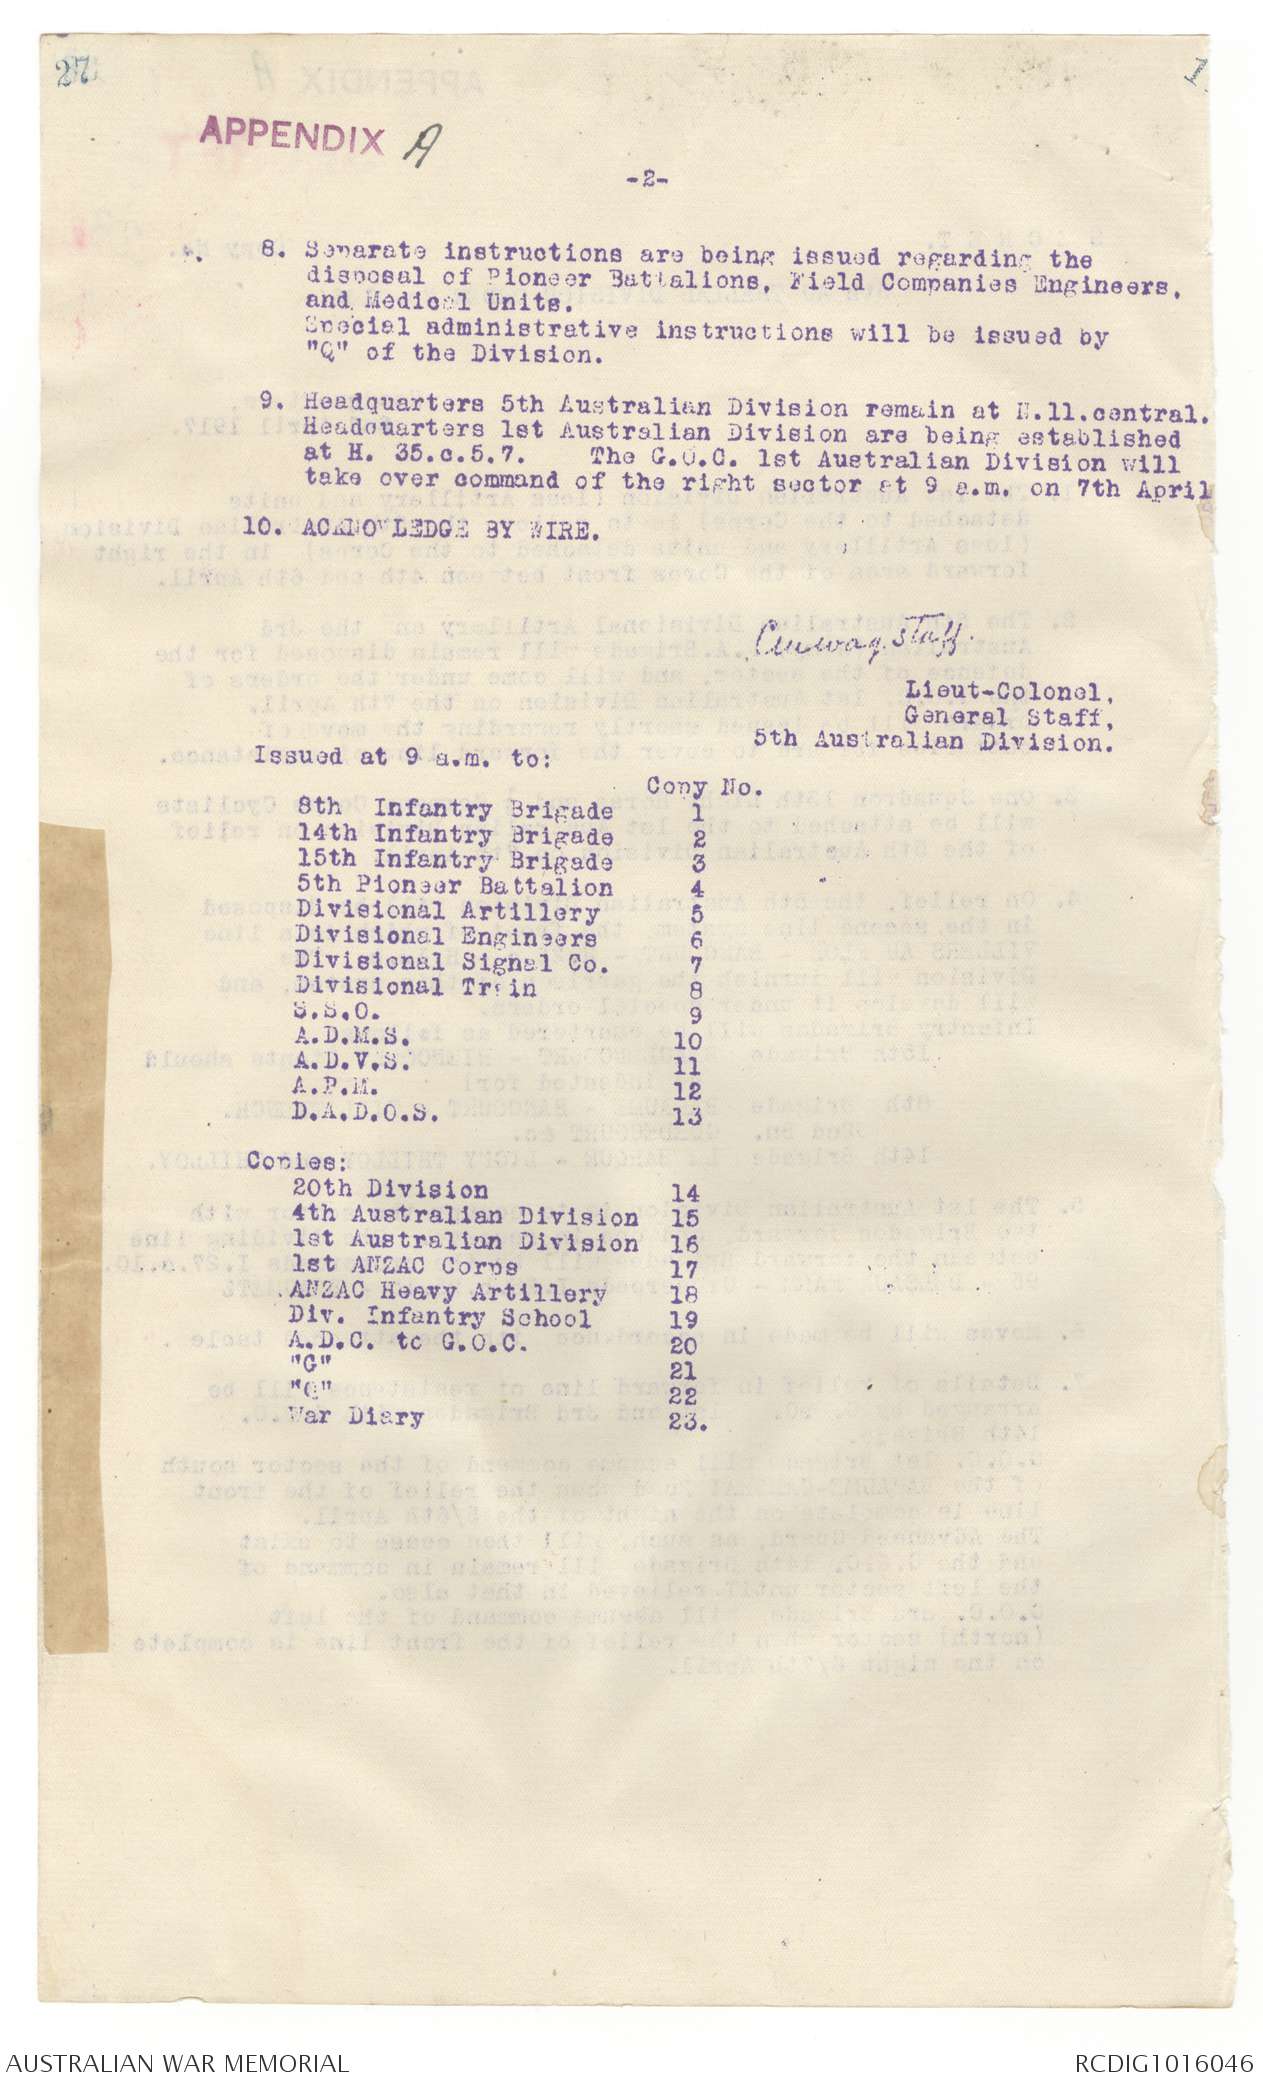 27
1
APPENDIX A
-2-
8. Separate instructions are being issued regarding the
disposal of Pioneer Battalions, Field Companies Engineers,
and Medical Units.
Special administrative instructions will be issued by
"Q" of the Division.
9. Headquarters 5th Australian Division remain at H.11.central.
Headquarters 1st Australian Division are being established
at H. 35.c.5.7. The G.O.C. 1st Australian Division will
take over command of the right sector at 9 a.m. on 7th April
10. ACKNOWLEDGE BY WIRE.
Lieut-Colonel,
General Staff,
5th Australian Division.
Issued at 9 a.m. to:
Copy No.
8th Infantry Brigade 1
14th Infantry Brigade 2
15th Infantry Brigade 3
5th Pioneer Battalion 4
Divisional Artillery 5
Divisional Engineers 6
Divisional Signal Co. 7
Divisional Train 8
S.S.O. 9
A.D.M.S. 10
A.D.V.S. 11
A.P.M. 12
D.A.D.O.S. 13
Copies:
20th Division 14
4th Australian Division 15
1st Australian Division 16
1st ANZAC Corps 17
ANZAC Heavy Artillery 18
Div. Infantry School 19
A.D.C. to G.O.C. 20
"G" 21
"Q" 22
War Diary 23.
AUSTRALIAN WAR MEMORIAL
RCDIG1016046